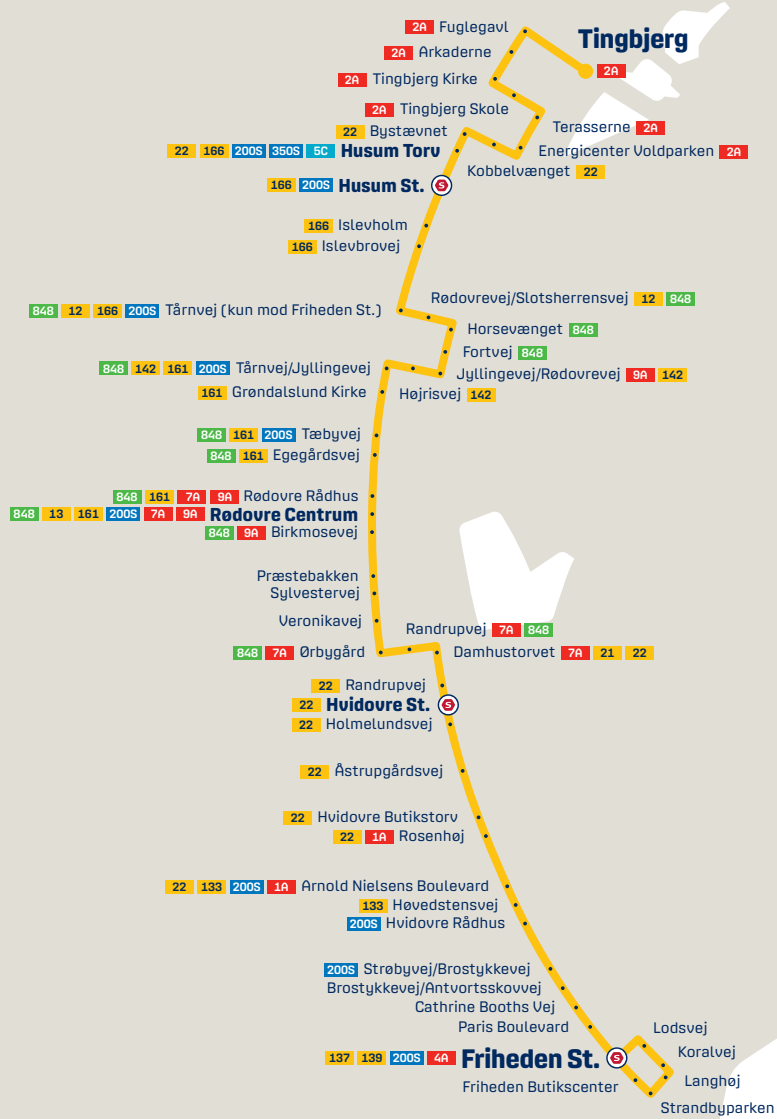 2A Fuglegavl
Tingbjerg
2A Arkaderne
2A
2A Tingbjerg Kirke
2A Tingbjerg Skole
Terasserne 2A
22 Bystævnet
22 166 200S 350S 5C Husum Torv
Energicenter Voldparken 2A
Kobbelvænget 22
166 200S Husum St. S
166 Islevholm
166 Islevbrovej
Rødovrevej/Slotsherrensvej 12 848
848 12 166 200S Tårnvej (kun mod Friheden St.)
Horsevænget 848
Fortvej 848
848 142 161 200S Tårnvej/Jyllingevej
Jyllingevej/Rødovrevej 9A 142
161 Grøndalslund Kirke
Højrisvej 142
848 161 200S Tæbyvej
848 161 Egegårdsvej
848 161 7A 9A Rødovre Rådhus
848 13 161 200S 7A 9A Rødovre Centrum
848 9A Birkmosevej
Præstebakken
Sylvestervej
Veronikavej
Randrupvej 7A 848
848 7A Ørbygård
Damhustorvet 7A 21 22
22 Randrupvej
22 Hvidovre St. S
22 Holmelundsvej
22 Åstrupgårdsvej
22 Hvidovre Butikstorv
22 1A Rosenhøj
22 133 200S 1A Arnold Nielsens Boulevard
133 Høvedstensvej
200S Hvidovre Rådhus
200S Strøbyvej/Brostykkevej
Brostykkevej/Antvortsskovvej
Cathrine Booths Vej
Paris Boulevard
Lodsvej
Koralvej
137 139 200S 4A Friheden St. S
Langhøj
Friheden Butikscenter
Strandbyparken